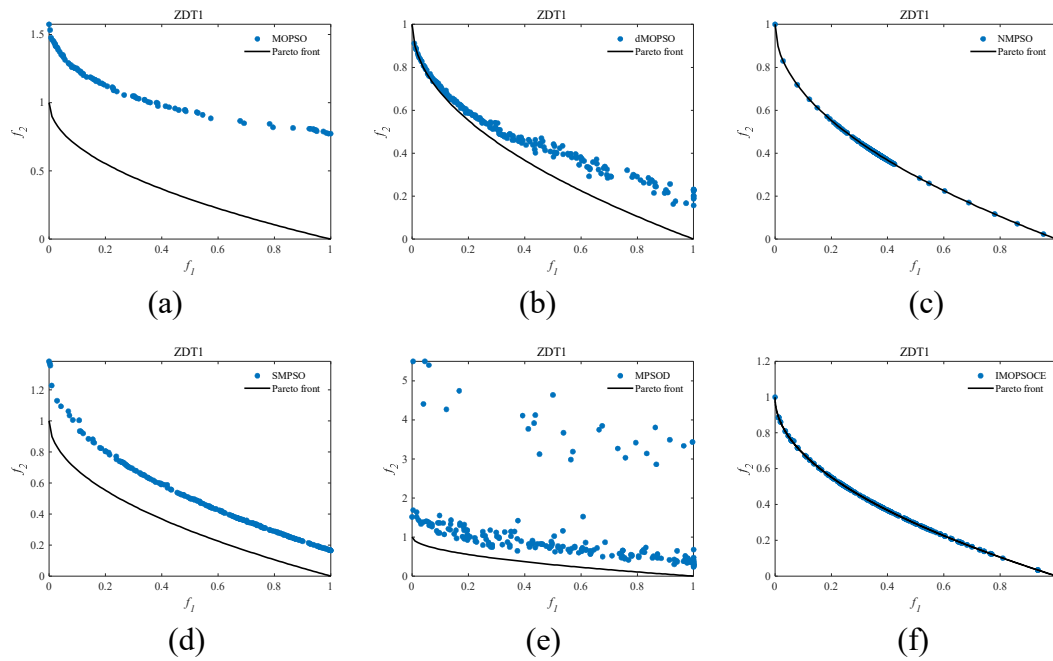 ZDT1
MOPSO
Pareto front
1.5
1
0.5
0
f2
0 0.2 0.4 0.6 0.8 1
f1
(a)
ZDT1
dMOPSO
Pareto front
1
0.8
0.6
0.4
0.2
0
f2
0 0.2 0.4 0.6 0.8 1
f1
(b)
ZDT1
NMPSO
Pareto front
1
0.8
0.6
0.4
0.2
0
f2
0 0.2 0.4 0.6 0.8
f1
(c)
ZDT1
SMPSO
Pareto front
1.2
1
0.8
0.6
0.4
0.2
0
f2
0 0.2 0.4 0.6 0.8 1
f1
(d)
ZDT1
MPSOD
Pareto front
5
4
3
2
1
0
f2
0 0.2 0.4 0.6 0.8 1
f1
(e)
ZDT1
IMOPSOCE
Pareto front
1.2
1
0.8
0.6
0.4
0.2
0
f2
0 0.2 0.4 0.6 0.8
f1
(f)